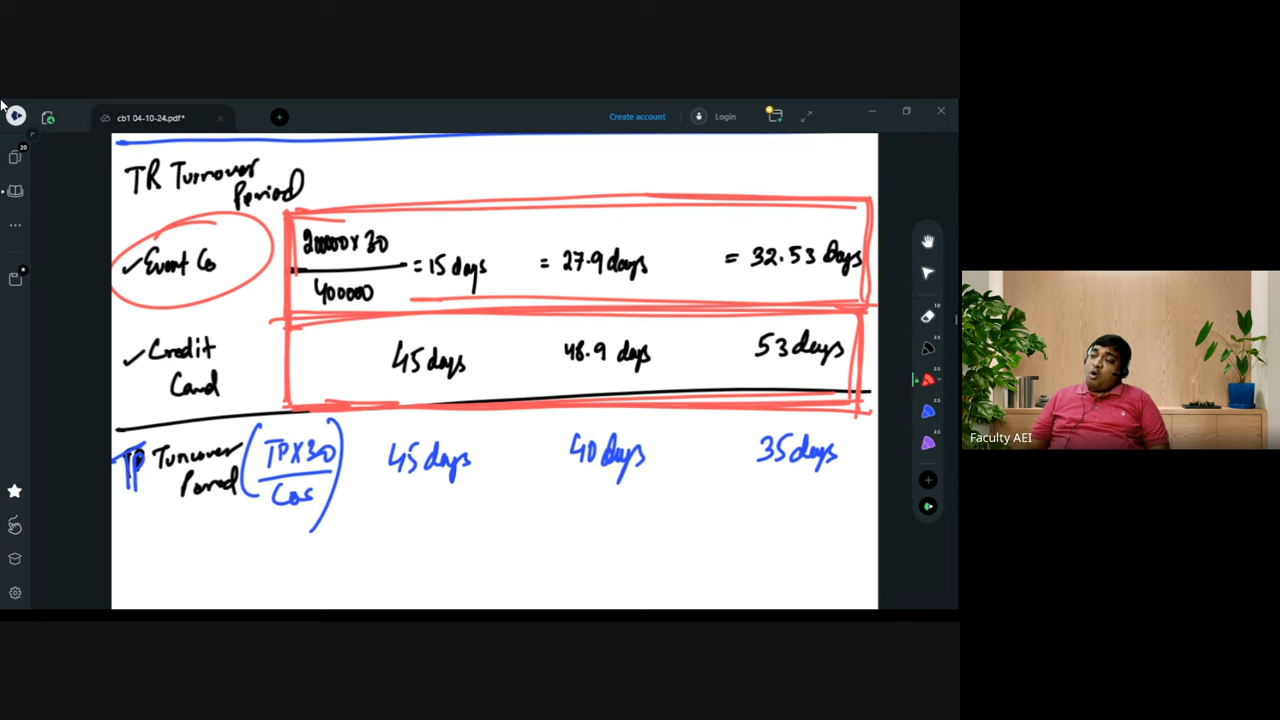 cb1 04-10-24.pdf*
Create account
Login
20
TR Turnover
Period
✓ Event Co
200000 x 30
400000
= 15 days
= 27.9 days
= 32.53 Days
✓ Credit
Card
45 days
48.9 days
53 days
TP Turnover
Period
(TP x 30
Cos)
45 days
40 days
35 days
Faculty AEI